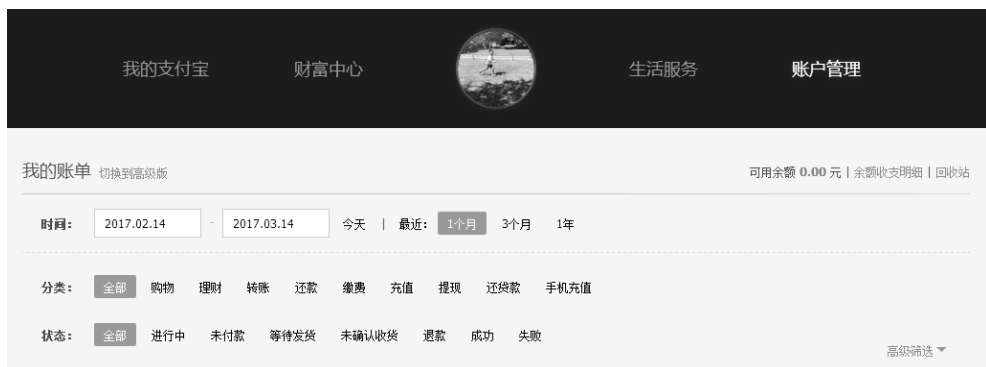 我的支付宝 财富中心 生活服务 账户管理
我的账单 切换到高级版 可用余额 0.00 元 | 余额收支明细 | 回收站
时间： 2017.02.14 - 2017.03.14 今天 | 最近： 1个月 3个月 1年
分类： 全部 购物 理财 转账 还款 缴费 充值 提现 还贷款 手机充值
状态： 全部 进行中 未付款 等待发货 未确认收货 退款 成功 失败
高级筛选